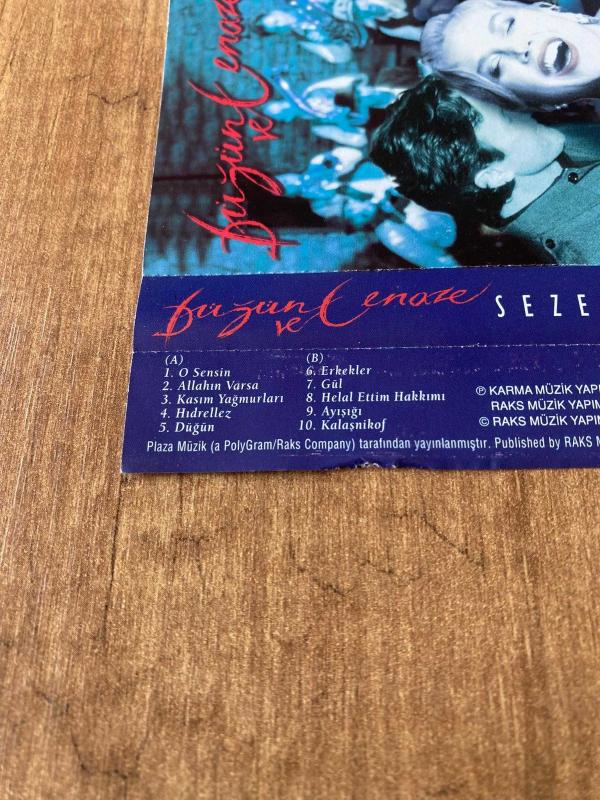 Düğün
ve
Cenaze
Düğün ve Cenaze SEZE
(A)
1. O Sensin
2. Allahın Varsa
3. Kasım Yağmurları
4. Hıdrellez
5. Düğün
(B)
6. Erkekler
7. Gül
8. Helal Ettim Hakkımı
9. Ayışığı
10. Kalaşnikof
℗ KARMA MÜZİK YAPI
RAKS MÜZİK YAPIM
© RAKS MÜZİK YAPIM
Plaza Müzik (a PolyGram/Raks Company) tarafından yayınlanmıştır. Published by RAKS M